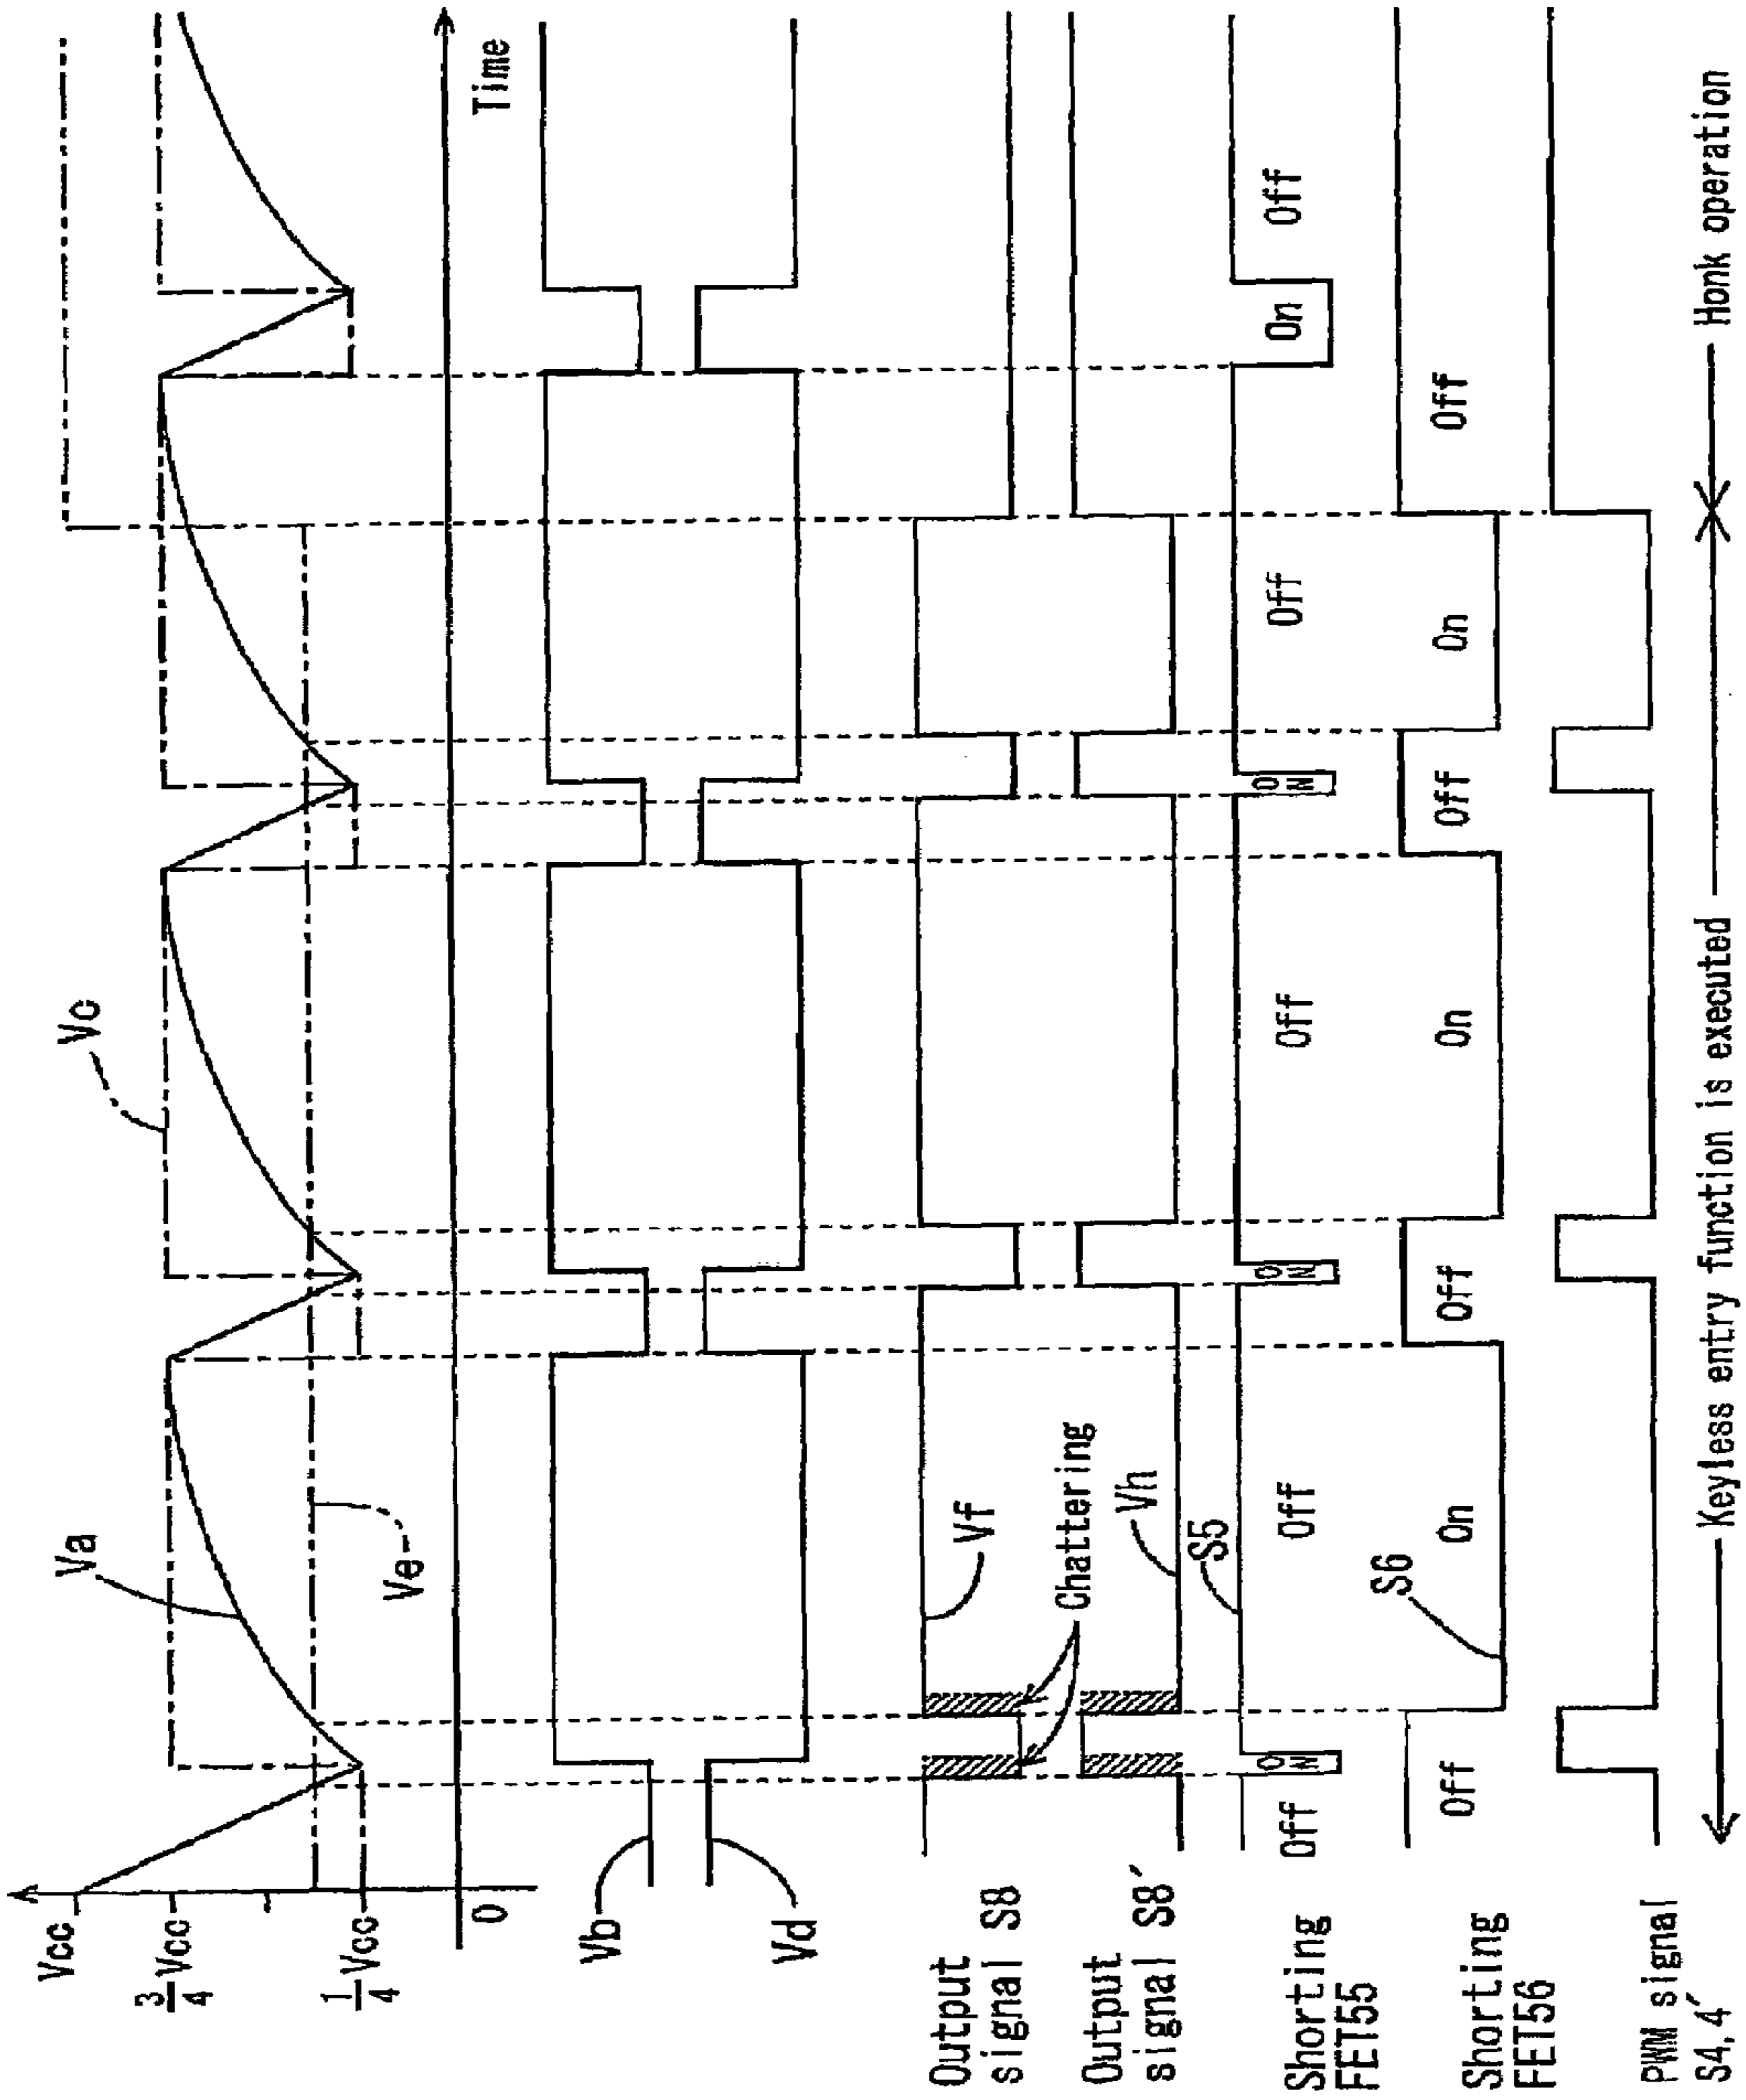 Vcc
3/4 Vcc
1/4 Vcc
0
Va
Ve
Vc
Time
Vb
Vd
Output
signal S8
Vf
Chattering
Output
signal S8′
Vh
Shorting
FET55
S5
Off
ON
Off
ON
Off
ON
Off
On
Off
Shorting
FET56
S6
Off
On
Off
On
Off
On
Off
PWM signal
S4,4′
Keyless entry function is executed
Honk operation